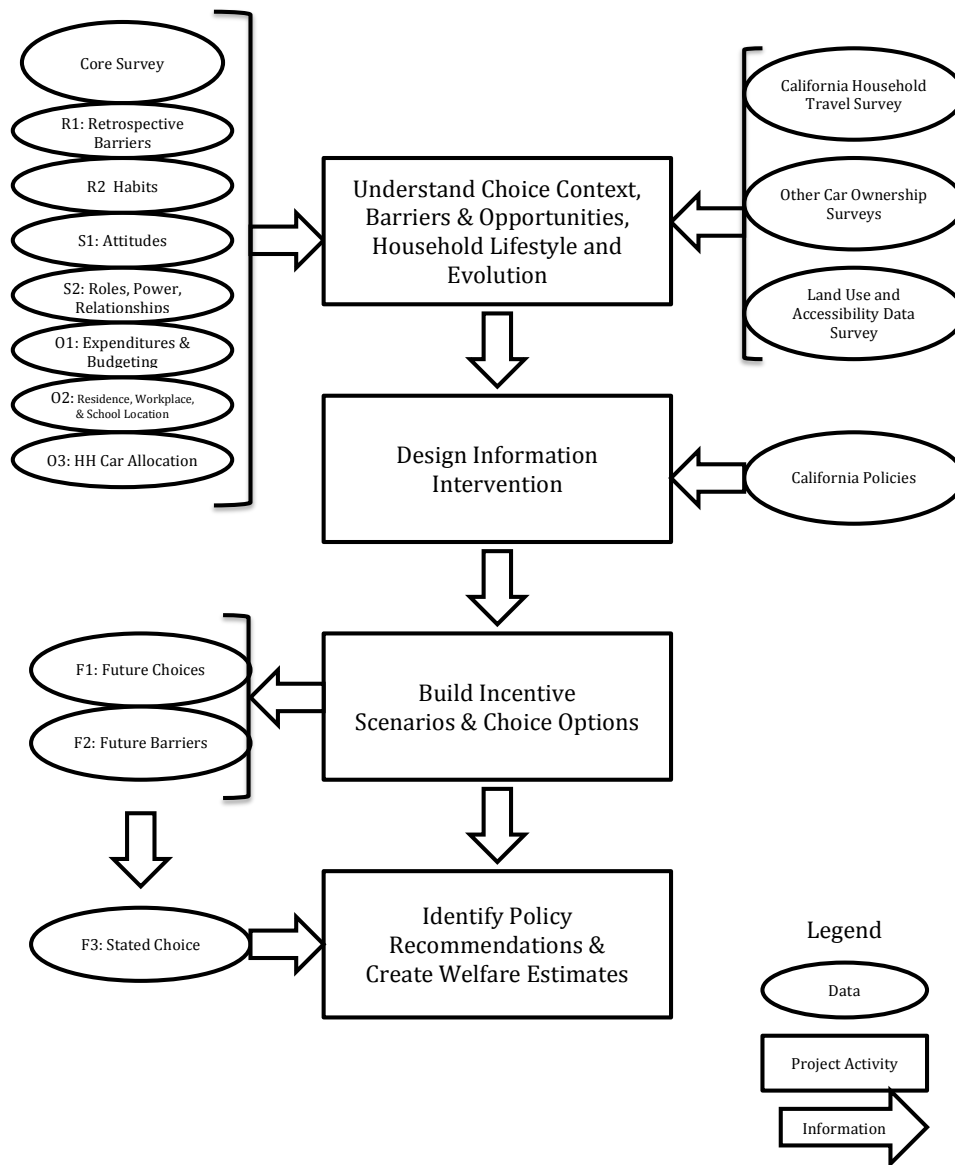 Core Survey
R1: Retrospective
Barriers
R2 Habits
S1: Attitudes
S2: Roles, Power,
Relationships
O1: Expenditures &
Budgeting
O2: Residence, Workplace,
& School Location
O3: HH Car Allocation
Understand Choice Context,
Barriers & Opportunities,
Household Lifestyle and
Evolution
California Household
Travel Survey
Other Car Ownership
Surveys
Land Use and
Accessibility Data
Survey
Design Information
Intervention
California Policies
F1: Future Choices
F2: Future Barriers
Build Incentive
Scenarios & Choice Options
F3: Stated Choice
Identify Policy
Recommendations &
Create Welfare Estimates
Legend
Data
Project Activity
Information